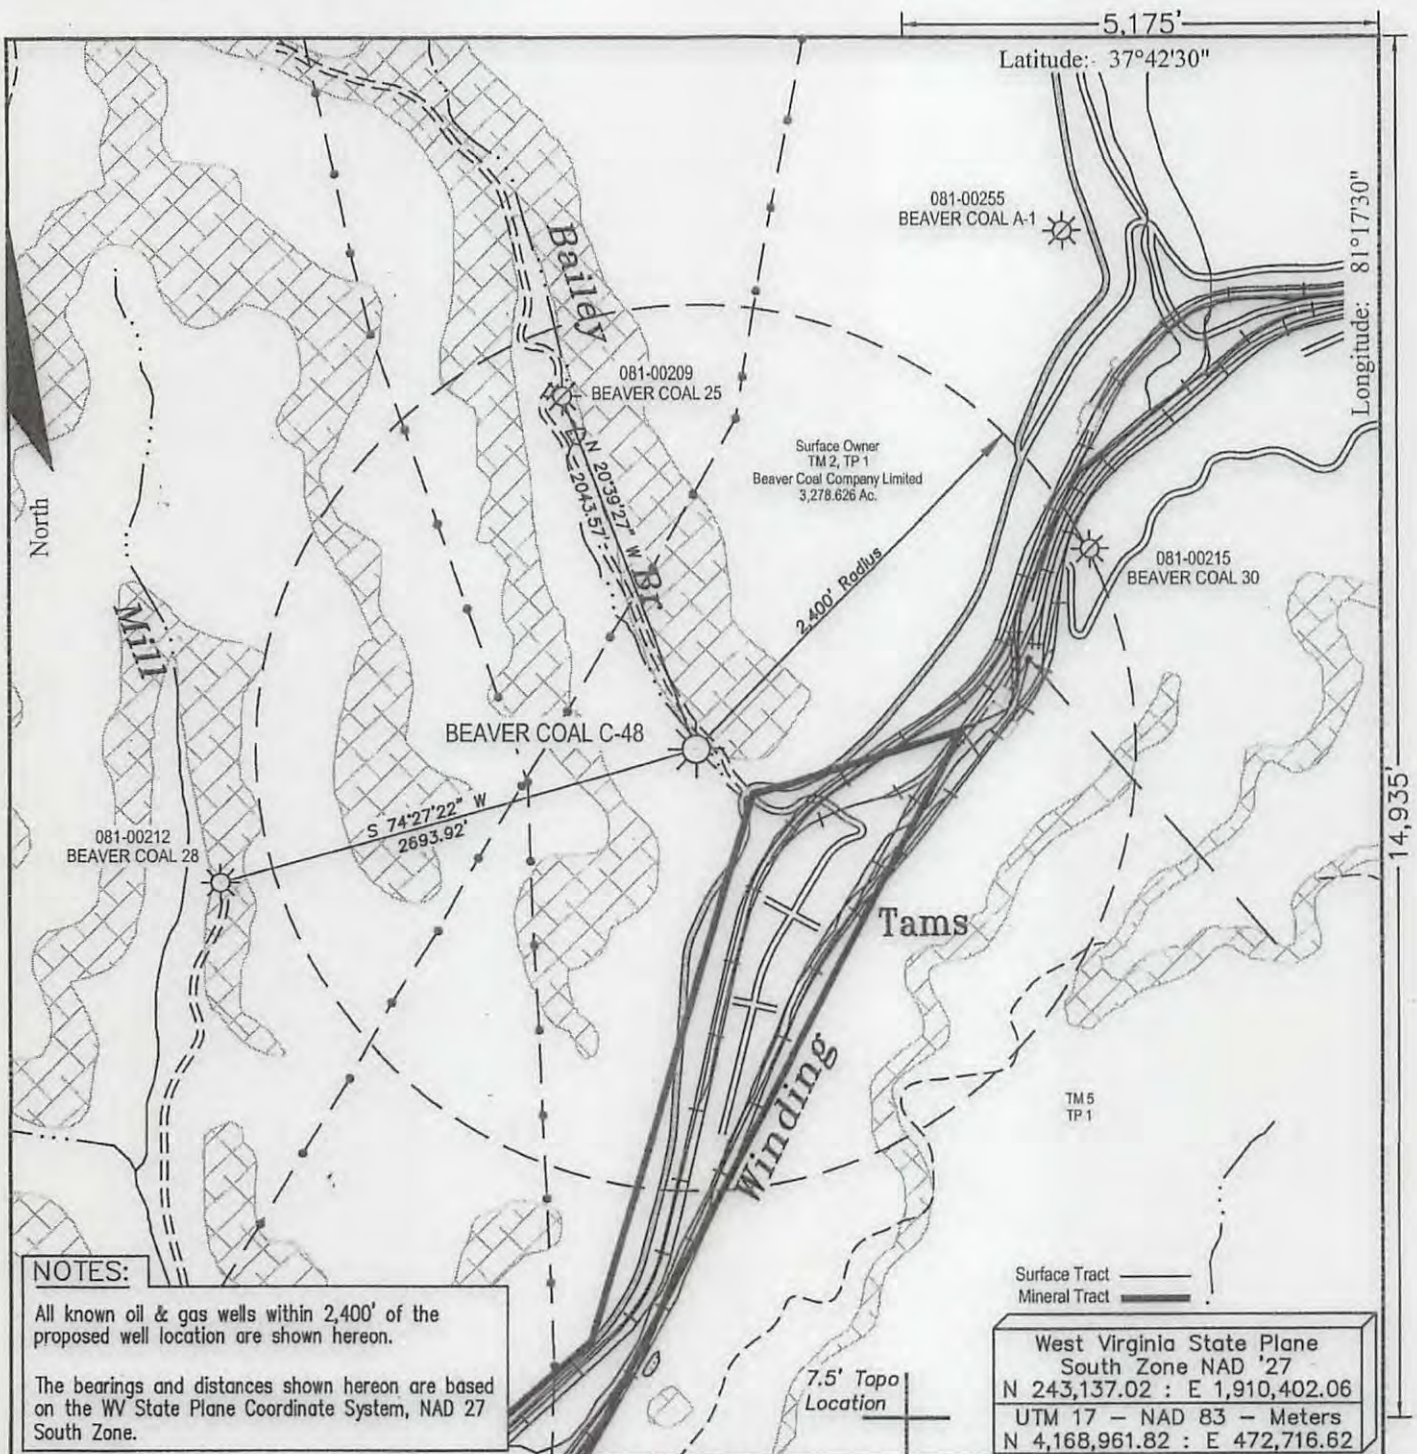 5,175'
Latitude: 37°42'30"
081-00255
BEAVER COAL A-1
Longitude: 81°17'30"
Bailey
081-00209
BEAVER COAL 25
Surface Owner
TM 2, TP 1
Beaver Coal Company Limited
3,278.626 Ac.
N 20°39'27" W
2043.57'
North
Br
2,400' Radius
081-00215
BEAVER COAL 30
Mill
BEAVER COAL C-48
14,935'
S 74°27'22" W
2693.92'
081-00212
BEAVER COAL 28
Tams
Winding
TM 5
TP 1
NOTES:
All known oil & gas wells within 2,400' of the
proposed well location are shown hereon.
The bearings and distances shown hereon are based
on the WV State Plane Coordinate System, NAD 27
South Zone.
Surface Tract
Mineral Tract
7.5' Topo
Location
West Virginia State Plane
South Zone NAD '27
N 243,137.02 : E 1,910,402.06
UTM 17 – NAD 83 – Meters
N 4,168,961.82 : E 472,716.62